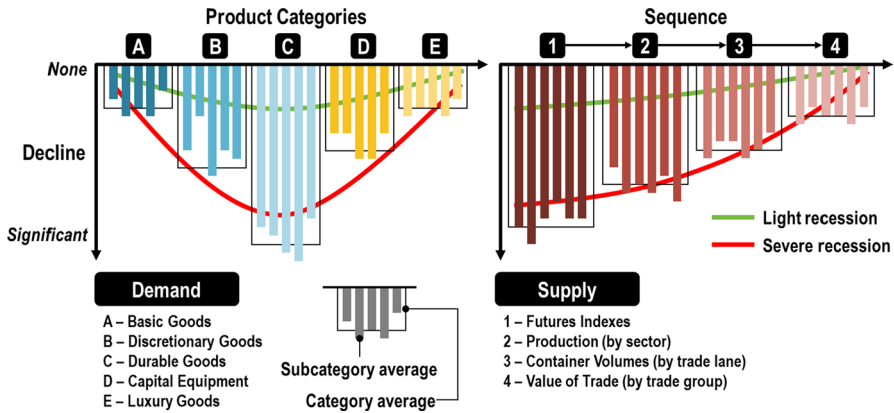 Product Categories
A
B
C
D
E
None
Decline
Significant
Demand
A – Basic Goods
B – Discretionary Goods
C – Durable Goods
D – Capital Equipment
E – Luxury Goods
Subcategory average
Category average
Sequence
1
2
3
4
Light recession
Severe recession
Supply
1 – Futures Indexes
2 – Production (by sector)
3 – Container Volumes (by trade lane)
4 – Value of Trade (by trade group)